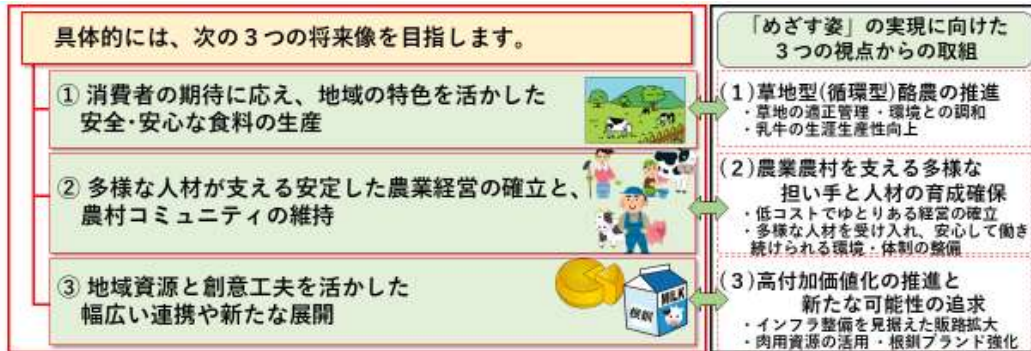 具体的には、次の3つの将来像を目指します。
① 消費者の期待に応え、地域の特色を活かした
安全・安心な食料の生産
② 多様な人材が支える安定した農業経営の確立と、
農村コミュニティの維持
③ 地域資源と創意工夫を活かした
幅広い連携や新たな展開
MILK
根釧
「めざす姿」の実現に向けた
3つの視点からの取組
(1)草地型(循環型)酪農の推進
・草地の適正管理・環境との調和
・乳牛の生涯生産性向上
(2)農業農村を支える多様な
担い手と人材の育成確保
・低コストでゆとりある経営の確立
・多様な人材を受け入れ、安心して働き
続けられる環境・体制の整備
(3)高付加価値化の推進と
新たな可能性の追求
・インフラ整備を見据えた販路拡大
・肉用資源の活用・根釧ブランド強化